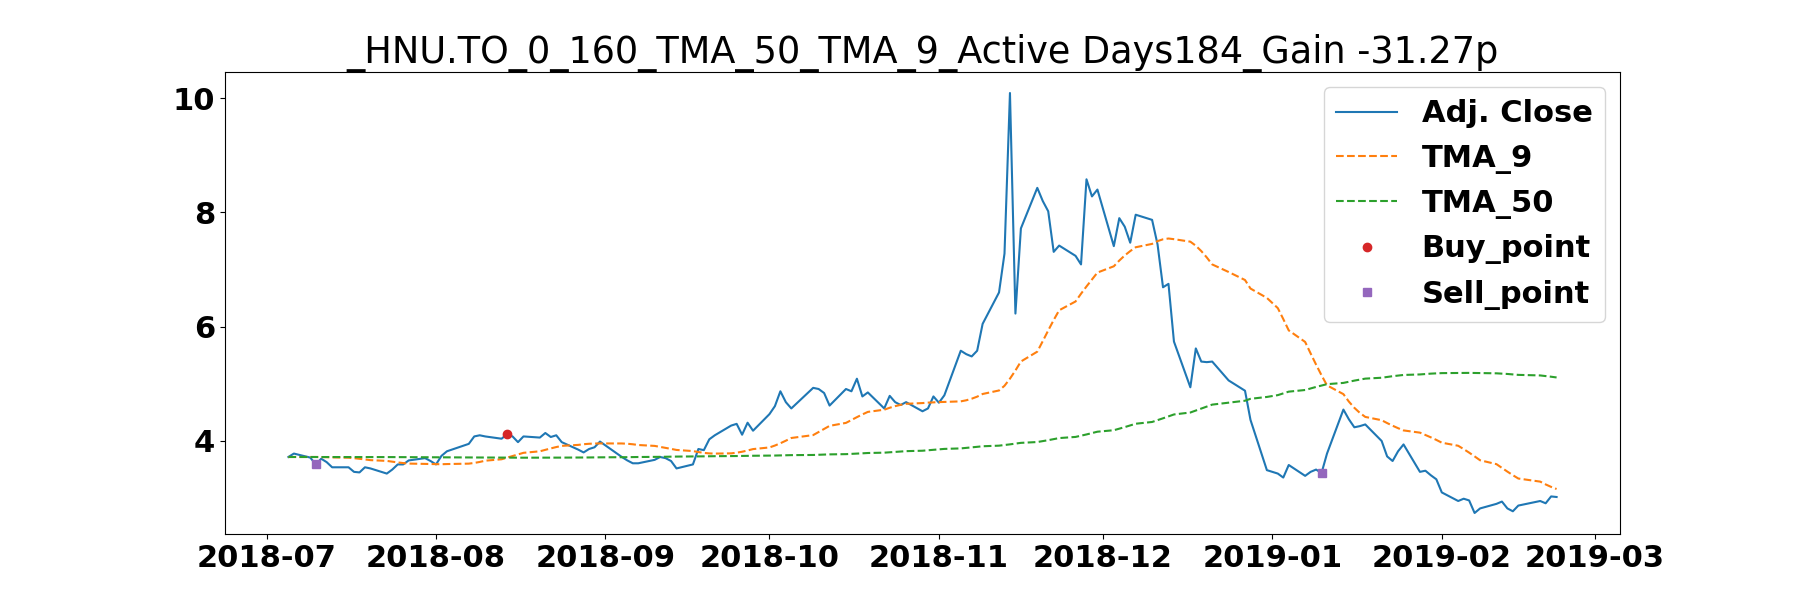 _HNU.TO_0_160_TMA_50_TMA_9_Active Days184_Gain -31.27p
10
8
6
4
Adj. Close
TMA_9
TMA_50
Buy_point
Sell_point
2018-07 2018-08 2018-09 2018-10 2018-11 2018-12 2019-01 2019-02 2019-03